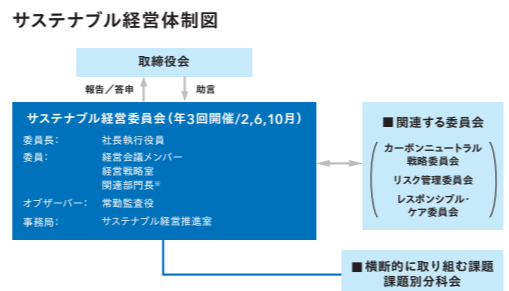 サステナブル経営体制図
取締役会
報告／答申
助言
サステナブル経営委員会（年3回開催/2,6,10月）
委員長： 社長執行役員
委員： 経営会議メンバー
経営戦略室
関連部門長※
オブザーバー： 常勤監査役
事務局： サステナブル経営推進室
■関連する委員会
カーボンニュートラル
戦略委員会
リスク管理委員会
レスポンシブル・
ケア委員会
■横断的に取り組む課題
課題別分科会